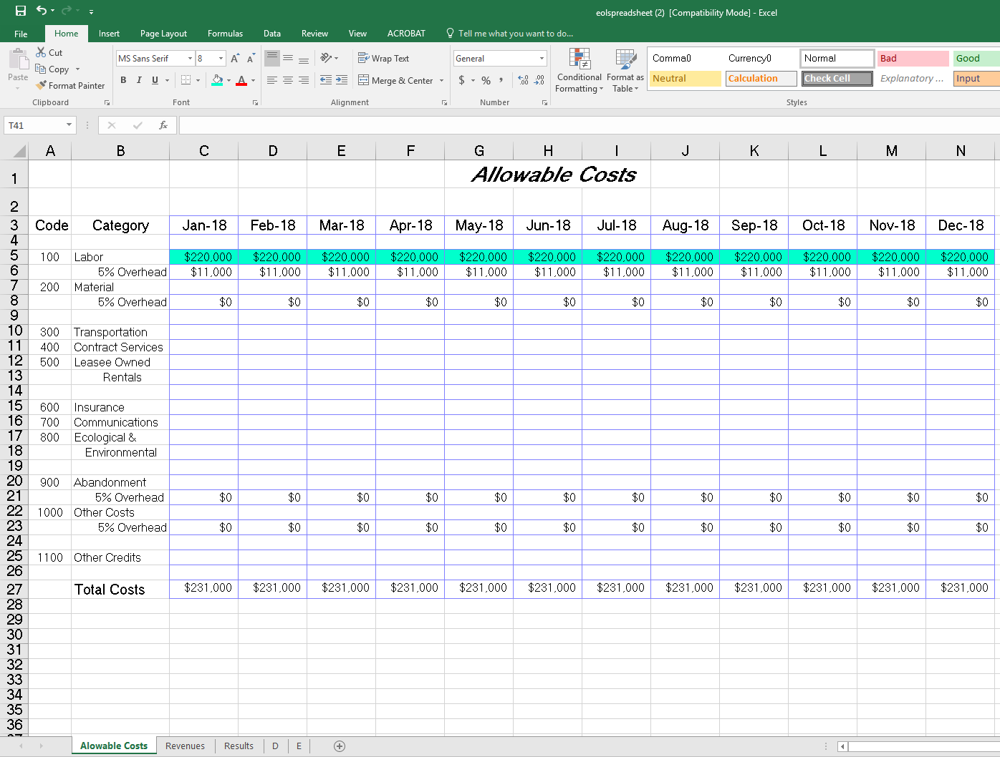 eolspreadsheet (2) [Compatibility Mode] - Excel
File Home Insert Page Layout Formulas Data Review View ACROBAT Tell me what you want to do...
Paste Cut Copy Format Painter Clipboard
MS Sans Serif 8 B I U Font
Wrap Text Merge & Center Alignment
General $ % , Number
Conditional Formatting Format as Table
Comma0 Currency0 Normal Bad Good
Neutral Calculation Check Cell Explanatory ... Input
Styles
T41 fx
A B C D E F G H I J K L M N
1 Allowable Costs
2
3 Code Category Jan-18 Feb-18 Mar-18 Apr-18 May-18 Jun-18 Jul-18 Aug-18 Sep-18 Oct-18 Nov-18 Dec-18
4
5 100 Labor $220,000 $220,000 $220,000 $220,000 $220,000 $220,000 $220,000 $220,000 $220,000 $220,000 $220,000 $220,000
6 5% Overhead $11,000 $11,000 $11,000 $11,000 $11,000 $11,000 $11,000 $11,000 $11,000 $11,000 $11,000 $11,000
7 200 Material
8 5% Overhead $0 $0 $0 $0 $0 $0 $0 $0 $0 $0 $0 $0
9
10 300 Transportation
11 400 Contract Services
12 500 Leasee Owned
13 Rentals
14
15 600 Insurance
16 700 Communications
17 800 Ecological &
18 Environmental
19
20 900 Abandonment
21 5% Overhead $0 $0 $0 $0 $0 $0 $0 $0 $0 $0 $0 $0
22 1000 Other Costs
23 5% Overhead $0 $0 $0 $0 $0 $0 $0 $0 $0 $0 $0 $0
24
25 1100 Other Credits
26
27 Total Costs $231,000 $231,000 $231,000 $231,000 $231,000 $231,000 $231,000 $231,000 $231,000 $231,000 $231,000 $231,000
28
29
30
31
32
33
34
35
36
Alowable Costs Revenues Results D E